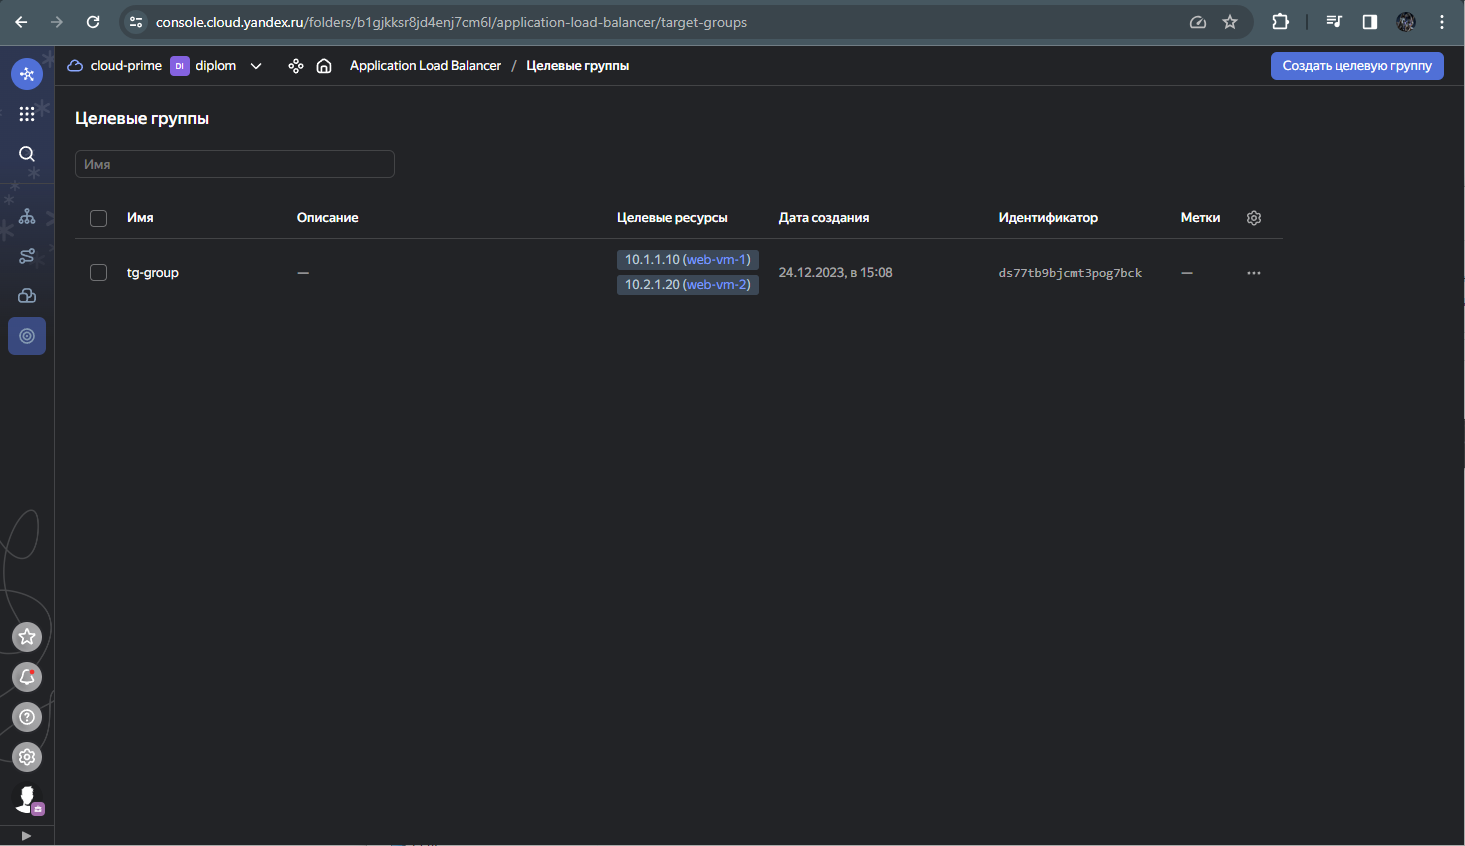 console.cloud.yandex.ru/folders/b1gjkksr8jd4enj7cm6l/application-load-balancer/target-groups
cloud-prime DI diplom Application Load Balancer / Целевые группы Создать целевую группу
Целевые группы
Имя
Имя Описание Целевые ресурсы Дата создания Идентификатор Метки
tg-group — 10.1.1.10 (web-vm-1) 24.12.2023, в 15:08 ds77tb9bjcmt3pog7bck —
10.2.1.20 (web-vm-2)